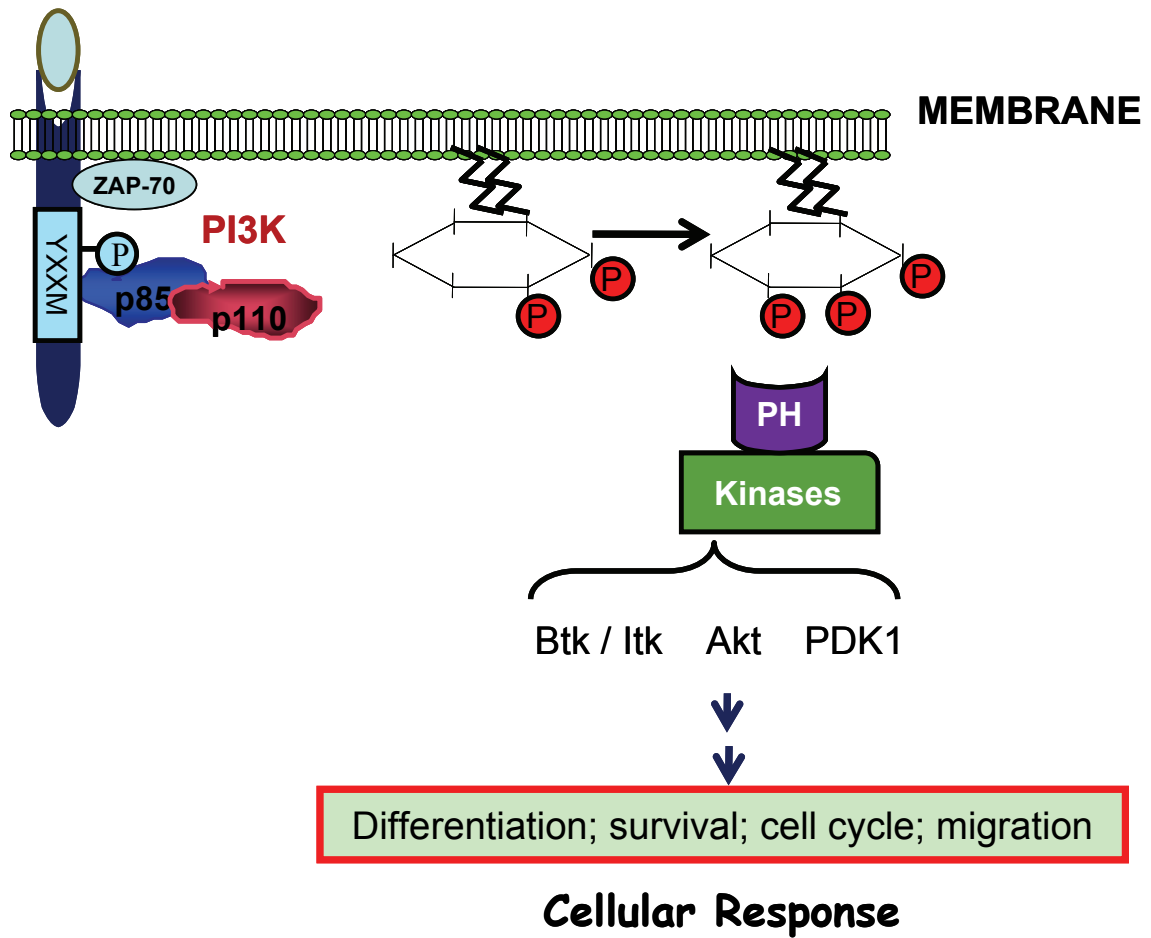 MEMBRANE
ZAP-70
PI3K
YXXM
P
p85
p110
P
P
P
P
P
PH
Kinases
Btk / Itk Akt PDK1
Differentiation; survival; cell cycle; migration
Cellular Response